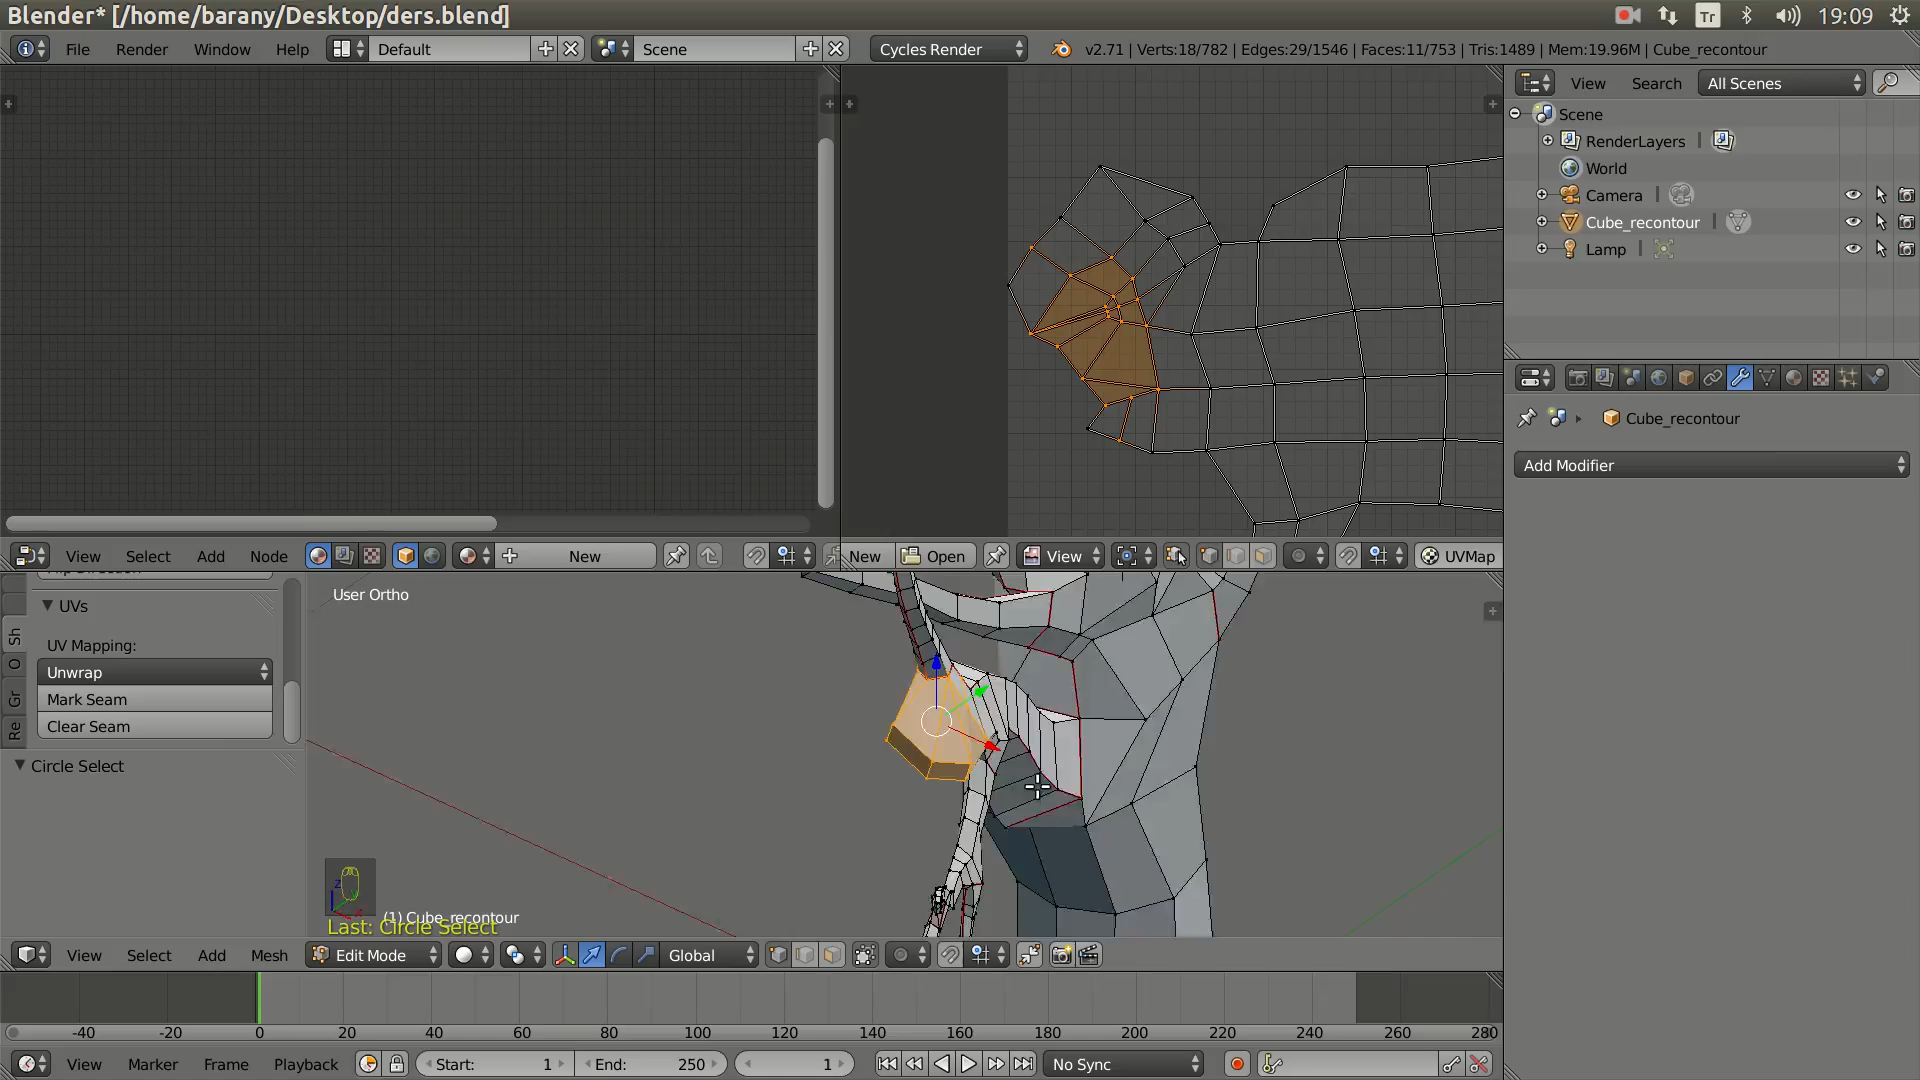 Blender* [/home/barany/Desktop/ders.blend]
Tr
19:09
File
Render
Window
Help
Default
Scene
Cycles Render
v2.71 | Verts:18/782 | Edges:29/1546 | Faces:11/753 | Tris:1489 | Mem:19.96M | Cube_recontour
View
Search
All Scenes
Scene
RenderLayers
World
Camera
Cube_recontour
Lamp
Cube_recontour
Add Modifier
View
Select
Add
Node
New
New
Open
View
UVMap
UVs
UV Mapping:
Unwrap
Mark Seam
Clear Seam
Circle Select
Sh
O
Gr
Re
User Ortho
z
(1) Cube_recontour
Last: Circle Select
View
Select
Add
Mesh
Edit Mode
Global
-40
-20
0
20
40
60
80
100
120
140
160
180
200
220
240
260
280
View
Marker
Frame
Playback
Start:
1
End:
250
1
No Sync